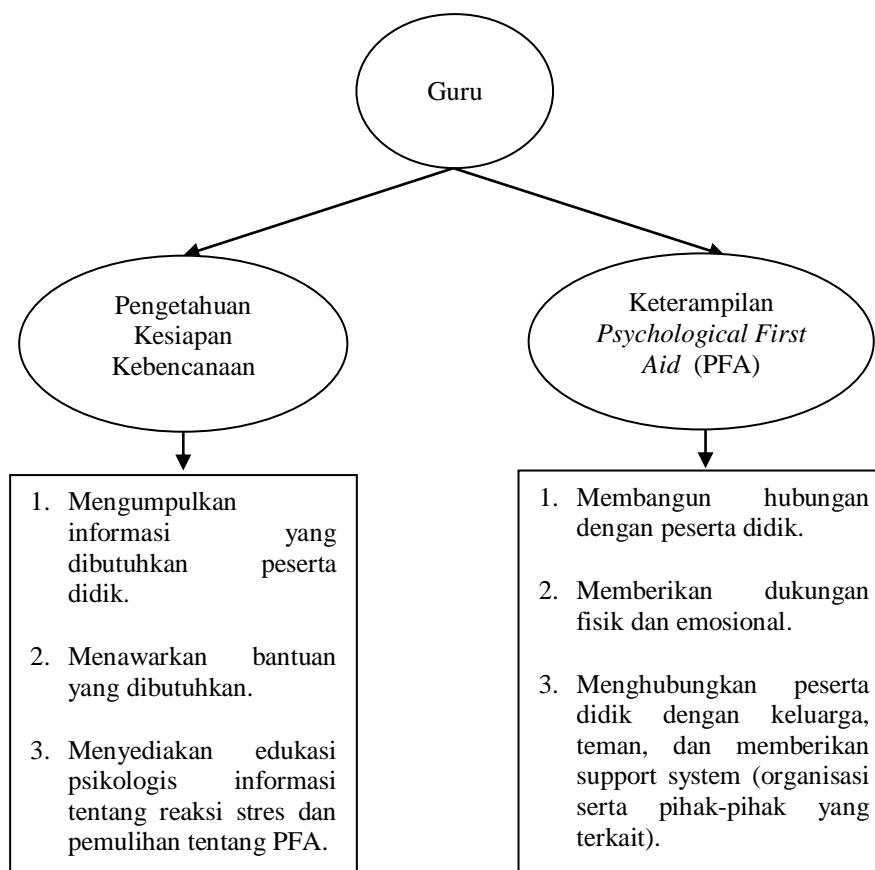 Guru
Pengetahuan
Kesiapan
Kebencanaan
Keterampilan
Psychological First
Aid (PFA)
1. Mengumpulkan
informasi yang
dibutuhkan peserta
didik.
2. Menawarkan bantuan
yang dibutuhkan.
3. Menyediakan edukasi
psikologis informasi
tentang reaksi stres dan
pemulihan tentang PFA.
1. Membangun hubungan
dengan peserta didik.
2. Memberikan dukungan
fisik dan emosional.
3. Menghubungkan peserta
didik dengan keluarga,
teman, dan memberikan
support system (organisasi
serta pihak-pihak yang
terkait).